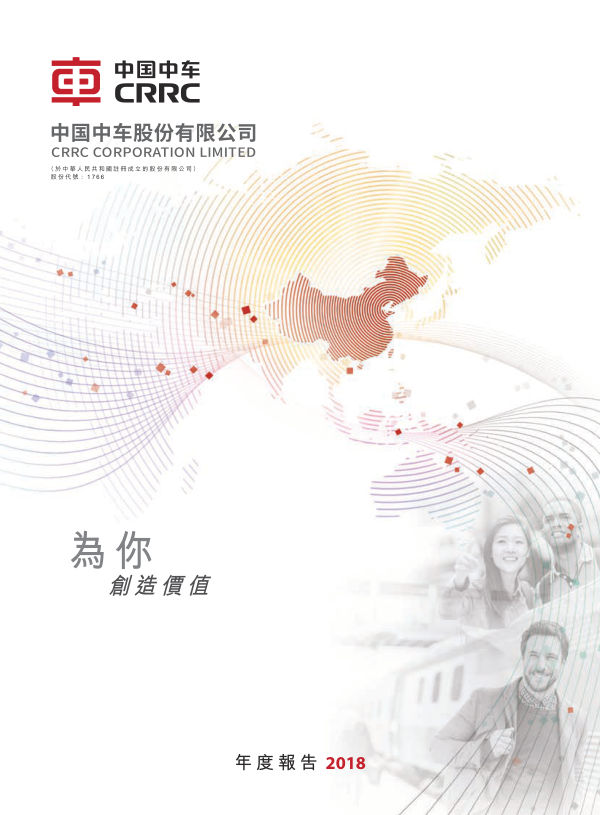 中国中车
CRRC
中国中车股份有限公司
CRRC CORPORATION LIMITED
（於中華人民共和國註冊成立的股份有限公司）
股份代號：1766
為你
創造價值
年度報告 2018